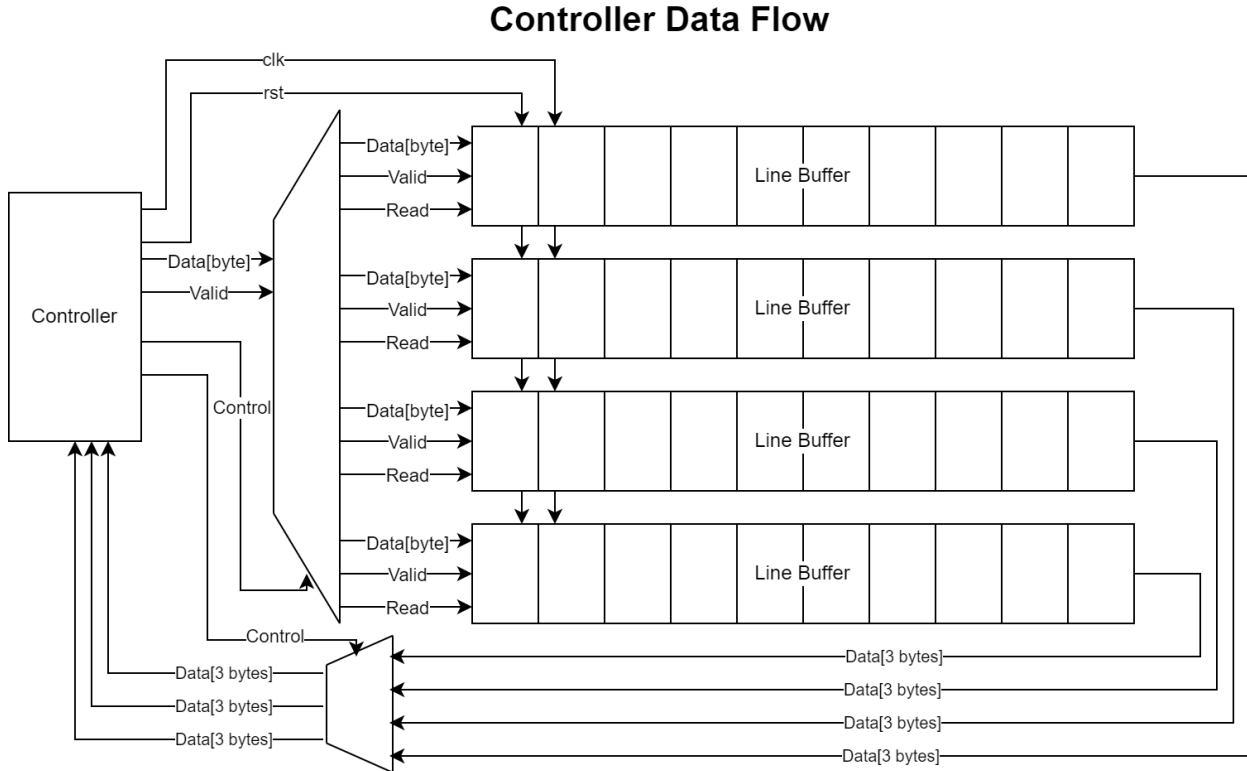 Controller Data Flow
clk
rst
Data[byte]
Valid
Read
Line Buffer
Data[byte]
Valid
Controller
Data[byte]
Valid
Read
Line Buffer
Control
Data[byte]
Valid
Read
Line Buffer
Data[byte]
Valid
Read
Line Buffer
Control
Data[3 bytes]
Data[3 bytes]
Data[3 bytes]
Data[3 bytes]
Data[3 bytes]
Data[3 bytes]
Data[3 bytes]